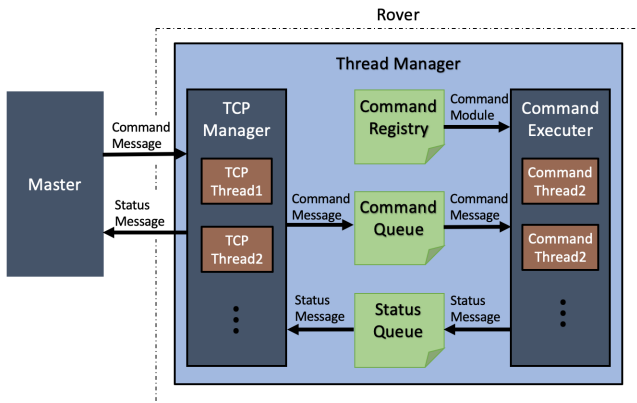 Rover
Thread Manager
Master
Command
Message
Status
Message
TCP
Manager
TCP
Thread1
TCP
Thread2
Command
Registry
Command
Module
Command
Executer
Command
Thread2
Command
Thread2
Command
Message
Command
Queue
Command
Message
Status
Message
Status
Queue
Status
Message